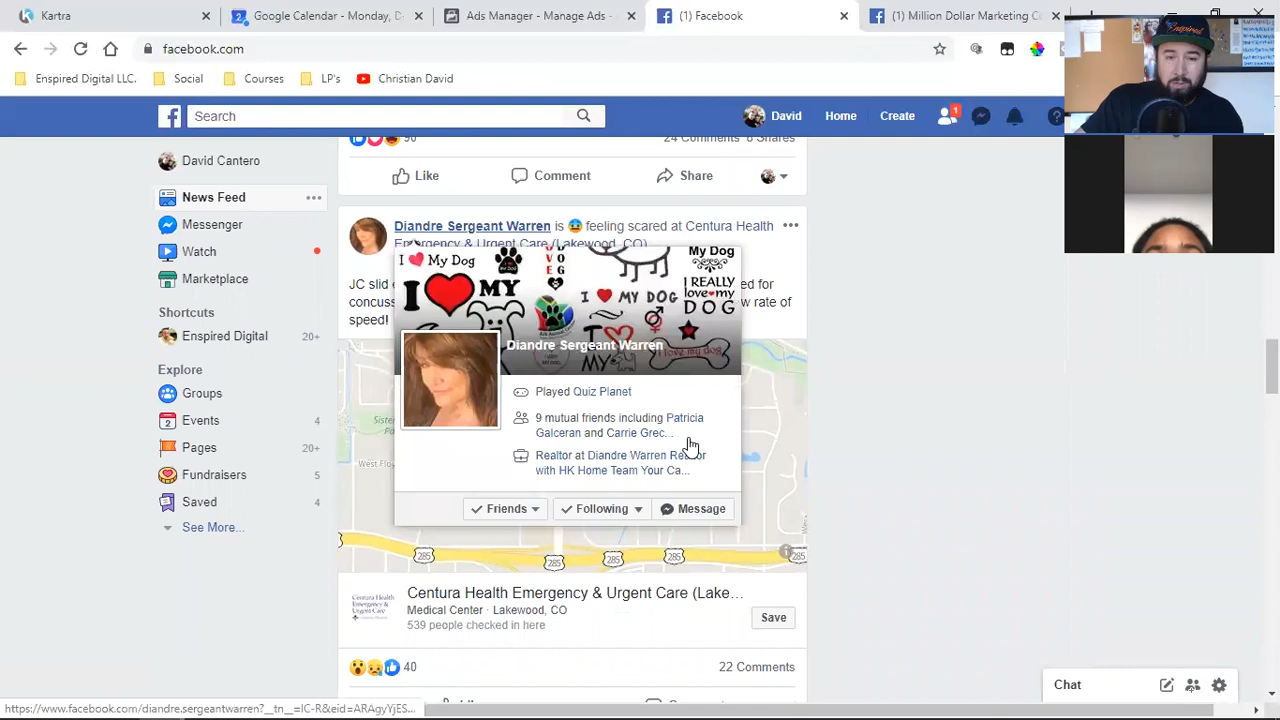 Kartra
Google Calendar - Monday, D
Ads Manager - Manage Ads -
(1) Facebook
(1) Million Dollar Marketing C
facebook.com
Enspired Digital LLC.
Social
Courses
LP's
Christian David
Search
David
Home
Create
1
David Cantero
News Feed
Messenger
Watch
Marketplace
Shortcuts
Enspired Digital
20+
Explore
Groups
Events
4
Pages
20+
Fundraisers
5
Saved
4
See More...
90
24 Comments
8 Shares
Like
Comment
Share
Diandre Sergeant Warren is feeling scared at Centura Health
Emergency & Urgent Care (Lakewood, CO)
JC slid
ed for
concuss
w rate of
speed!
I My Dog
I MY
I MY DOG
My Dog
I REALLY
love my
DOG
I love my dog
Diandre Sergeant Warren
Played Quiz Planet
9 mutual friends including Patricia
Galceran and Carrie Grec...
Realtor at Diandre Warren Realtor
with HK Home Team Your Ca...
Friends
Following
Message
West Flo
285
285
285
285
285
Centura Health Emergency & Urgent Care (Lake...
Medical Center · Lakewood, CO
539 people checked in here
Save
40
22 Comments
Chat
https://www.facebook.com/diandre.sergeantwarren?__tn__=lC-R&eid=ARAgyYjES...